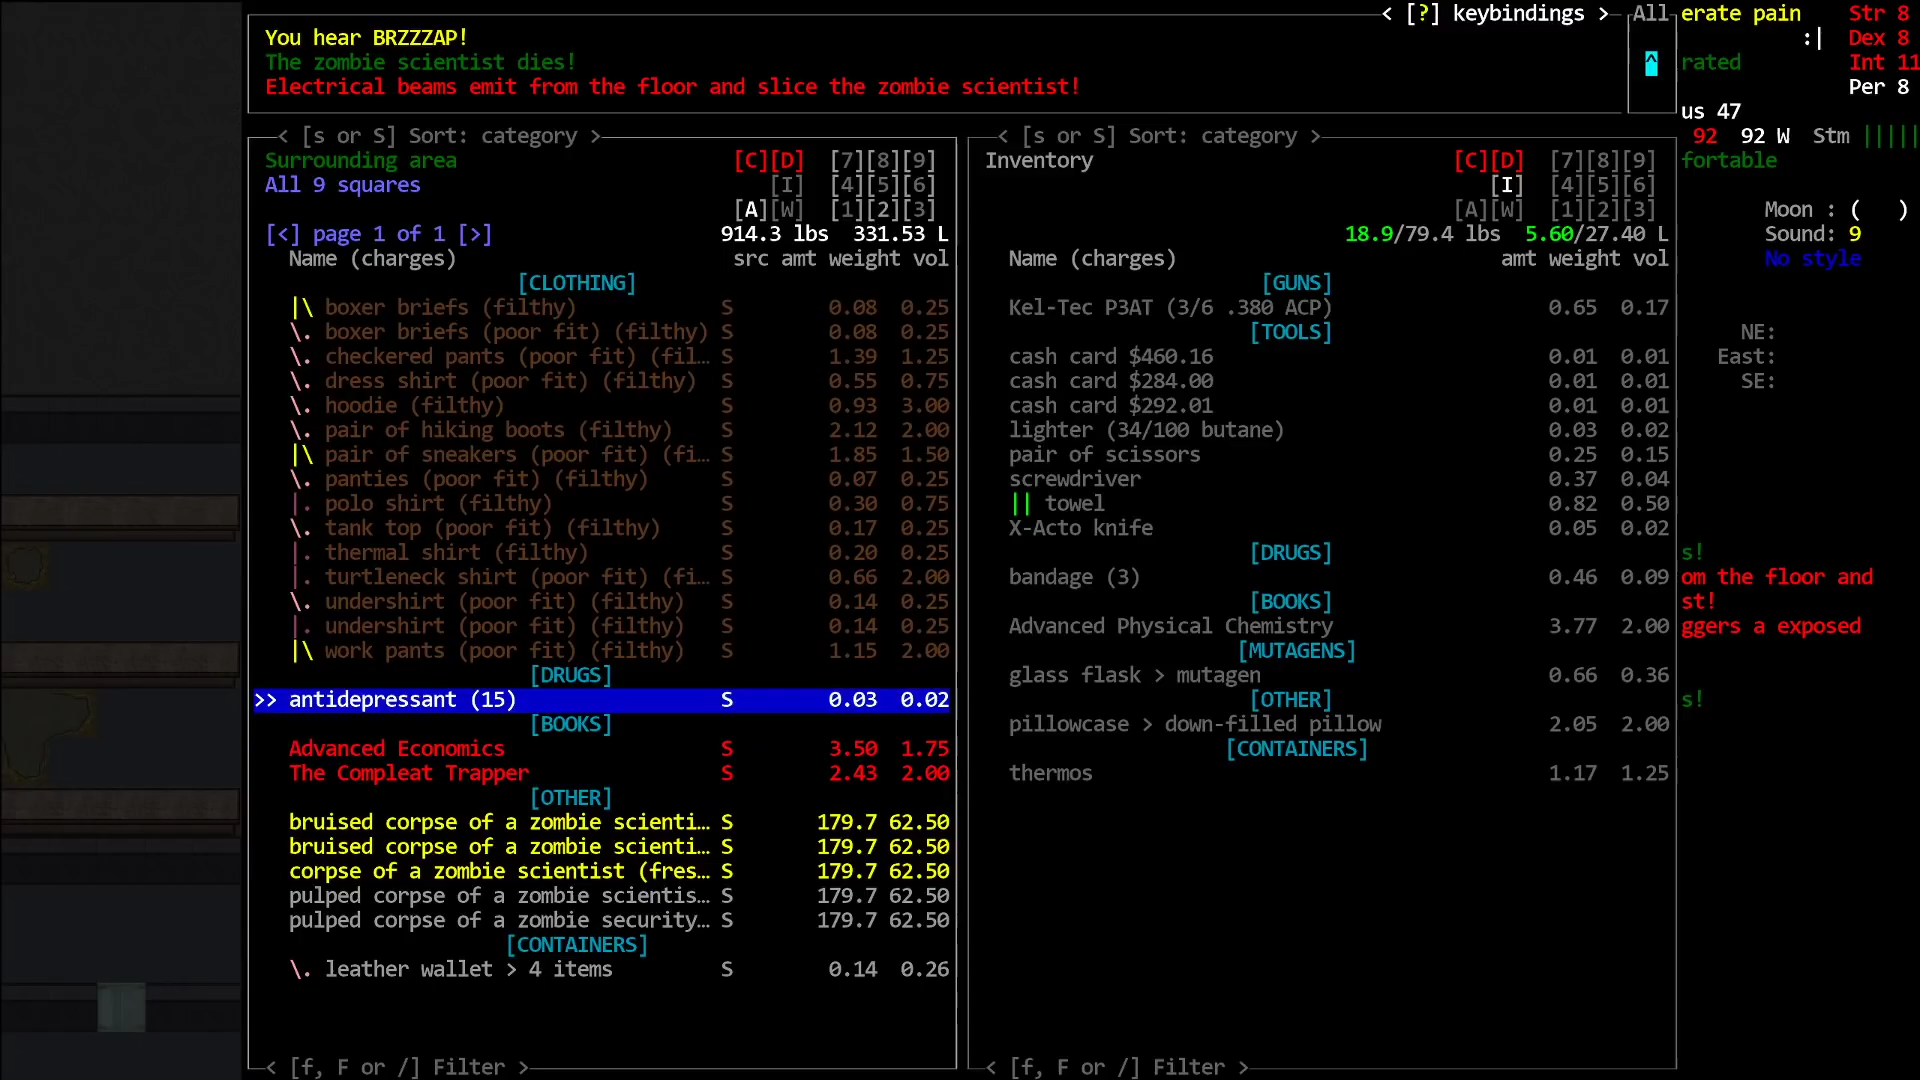 < [?] keybindings >
You hear BRZZZAP!
The zombie scientist dies!
Electrical beams emit from the floor and slice the zombie scientist!
All
^
erate pain Str 8
:| Dex 8
rated Int 11
Per 8
us 47
92 92 W Stm |||||
fortable
Moon : ( )
Sound: 9
No style
NE:
East:
SE:
s!
om the floor and
st!
ggers a exposed
s!
< [s or S] Sort: category >
Surrounding area [C][D] [7][8][9]
All 9 squares [I] [4][5][6]
[A][W] [1][2][3]
[<] page 1 of 1 [>] 914.3 lbs 331.53 L
Name (charges) src amt weight vol
[CLOTHING]
|\ boxer briefs (filthy) S 0.08 0.25
\. boxer briefs (poor fit) (filthy) S 0.08 0.25
\. checkered pants (poor fit) (fil… S 1.39 1.25
\. dress shirt (poor fit) (filthy) S 0.55 0.75
\. hoodie (filthy) S 0.93 3.00
\. pair of hiking boots (filthy) S 2.12 2.00
|\ pair of sneakers (poor fit) (fi… S 1.85 1.50
\. panties (poor fit) (filthy) S 0.07 0.25
|. polo shirt (filthy) S 0.30 0.75
\. tank top (poor fit) (filthy) S 0.17 0.25
|. thermal shirt (filthy) S 0.20 0.25
|. turtleneck shirt (poor fit) (fi… S 0.66 2.00
\. undershirt (poor fit) (filthy) S 0.14 0.25
|. undershirt (poor fit) (filthy) S 0.14 0.25
|\ work pants (poor fit) (filthy) S 1.15 2.00
[DRUGS]
>> antidepressant (15) S 0.03 0.02
[BOOKS]
Advanced Economics S 3.50 1.75
The Compleat Trapper S 2.43 2.00
[OTHER]
bruised corpse of a zombie scienti… S 179.7 62.50
bruised corpse of a zombie scienti… S 179.7 62.50
corpse of a zombie scientist (fres… S 179.7 62.50
pulped corpse of a zombie scientis… S 179.7 62.50
pulped corpse of a zombie security… S 179.7 62.50
[CONTAINERS]
\. leather wallet > 4 items S 0.14 0.26
< [f, F or /] Filter >
< [s or S] Sort: category >
Inventory [C][D] [7][8][9]
[I] [4][5][6]
[A][W] [1][2][3]
18.9/79.4 lbs 5.60/27.40 L
Name (charges) amt weight vol
[GUNS]
Kel-Tec P3AT (3/6 .380 ACP) 0.65 0.17
[TOOLS]
cash card $460.16 0.01 0.01
cash card $284.00 0.01 0.01
cash card $292.01 0.01 0.01
lighter (34/100 butane) 0.03 0.02
pair of scissors 0.25 0.15
screwdriver 0.37 0.04
|| towel 0.82 0.50
X-Acto knife 0.05 0.02
[DRUGS]
bandage (3) 0.46 0.09
[BOOKS]
Advanced Physical Chemistry 3.77 2.00
[MUTAGENS]
glass flask > mutagen 0.66 0.36
[OTHER]
pillowcase > down-filled pillow 2.05 2.00
[CONTAINERS]
thermos 1.17 1.25
< [f, F or /] Filter >